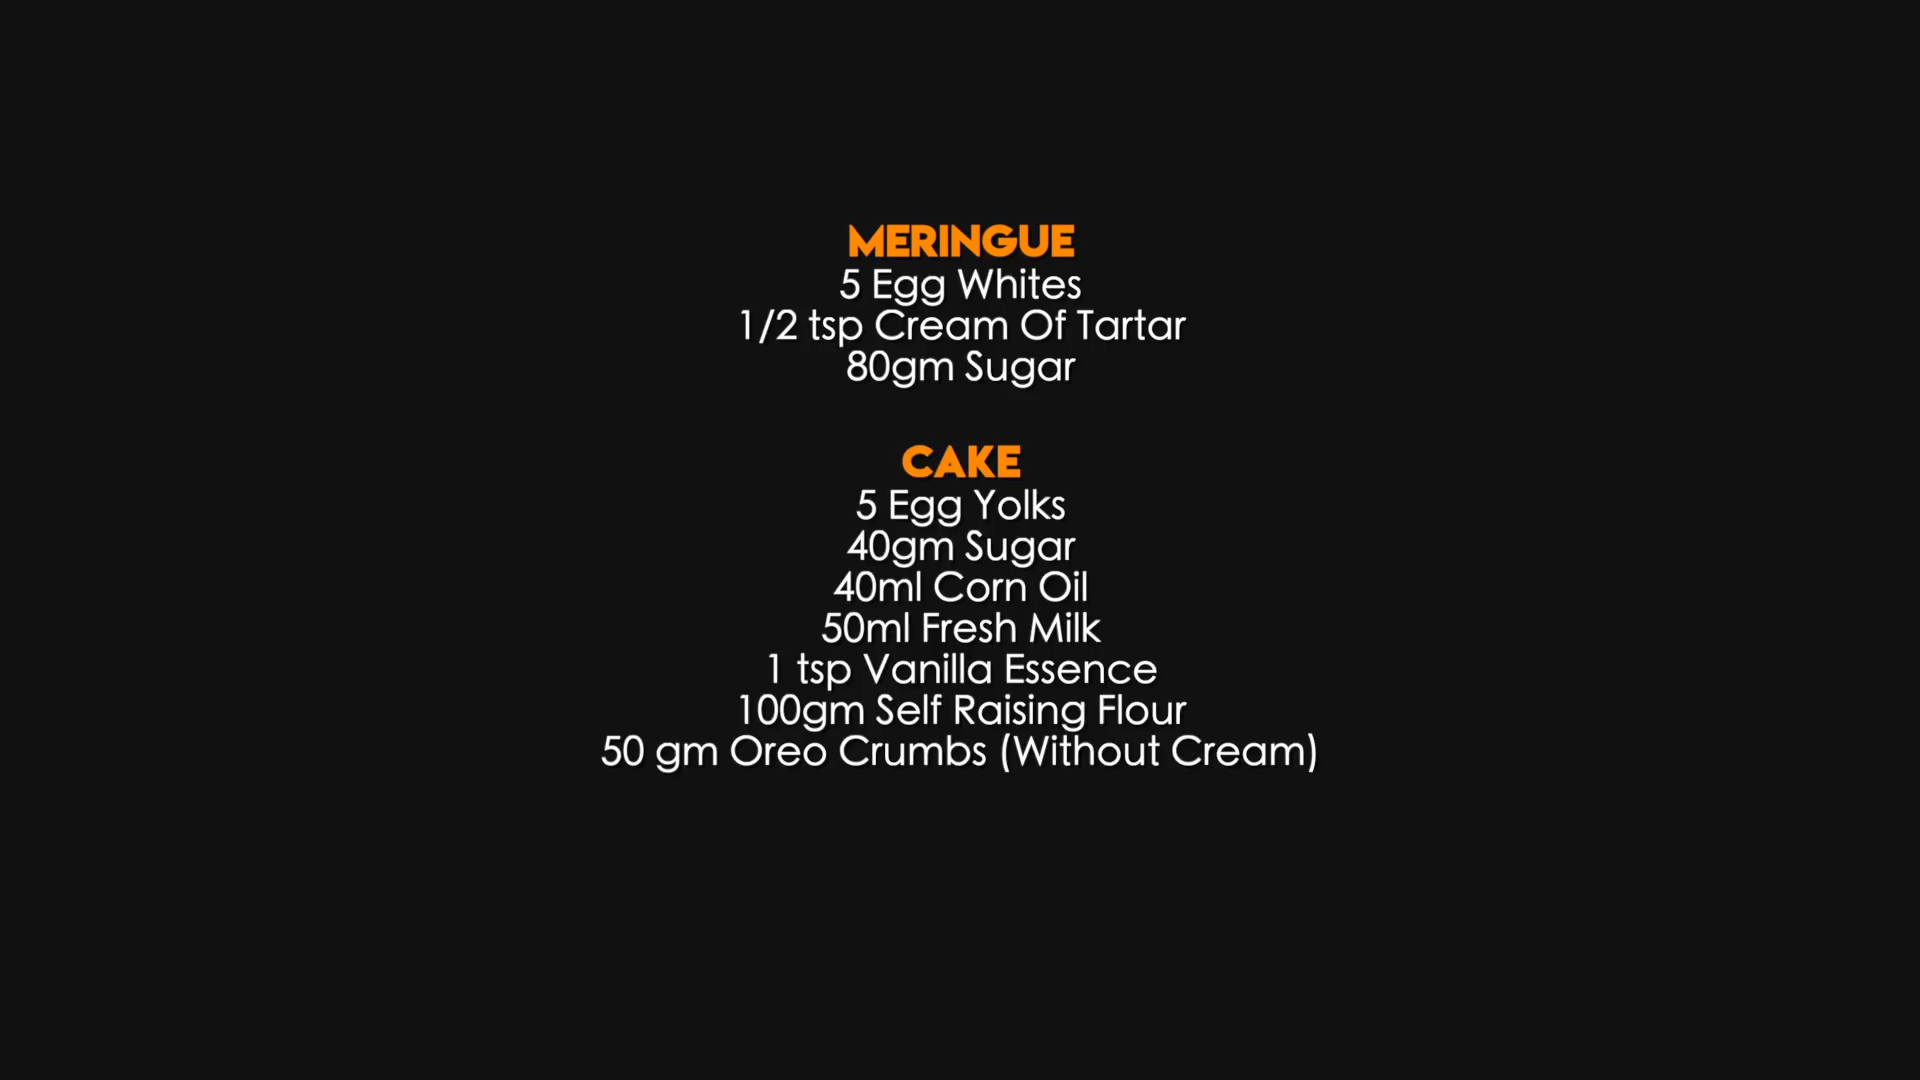 MERINGUE
5 Egg Whites
1/2 tsp Cream Of Tartar
80gm Sugar
CAKE
5 Egg Yolks
40gm Sugar
40ml Corn Oil
50ml Fresh Milk
1 tsp Vanilla Essence
100gm Self Raising Flour
50 gm Oreo Crumbs (Without Cream)